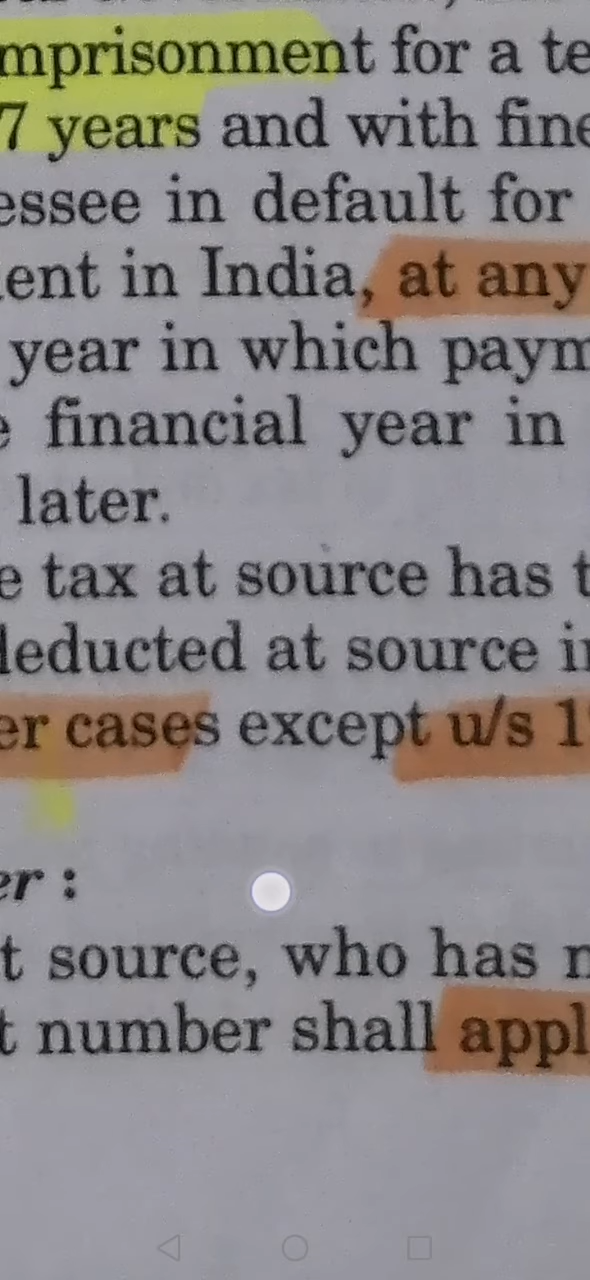 mprisonment for a te
7 years and with fine
essee in default for
ent in India, at any
year in which paym
e financial year in
later.
e tax at source has t
deducted at source in
er cases except u/s 1
er :
t source, who has n
t number shall appl